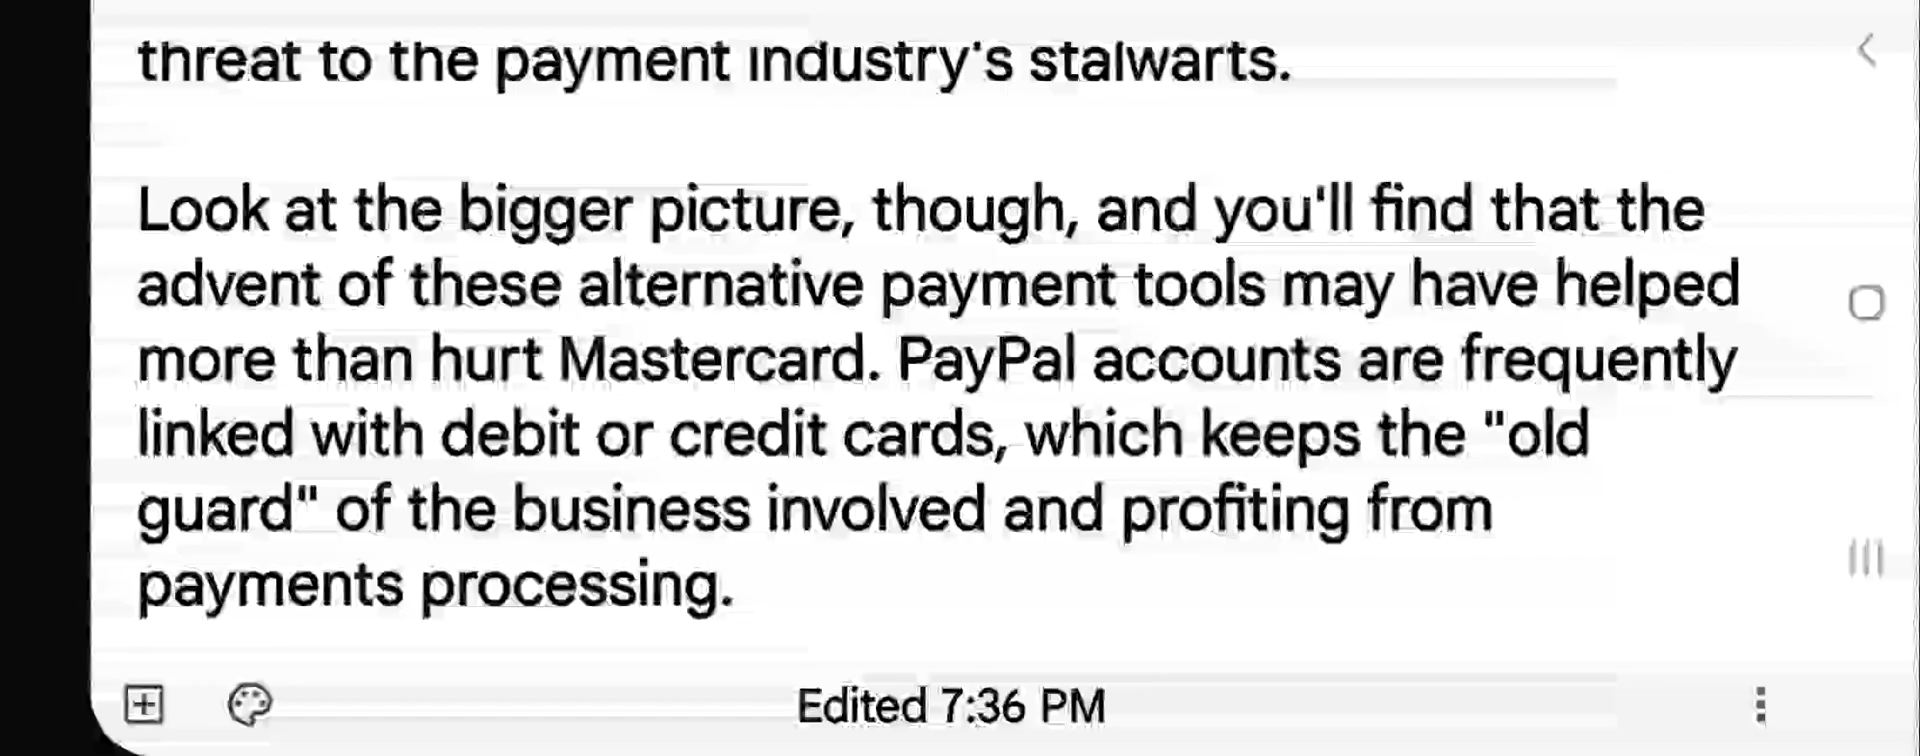 threat to the payment industry's stalwarts.
Look at the bigger picture, though, and you'll find that the
advent of these alternative payment tools may have helped
more than hurt Mastercard. PayPal accounts are frequently
linked with debit or credit cards, which keeps the "old
guard" of the business involved and profiting from
payments processing.
Edited 7:36 PM